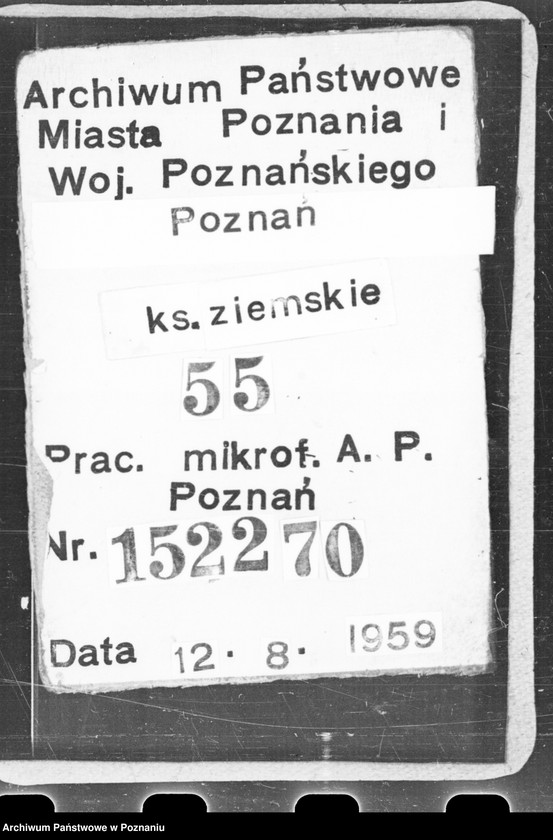 Archiwum Państwowe
Miasta Poznania i
Woj. Poznańskiego
Poznań
ks. ziemskie
55
Prac. mikrof. A. P.
Poznań
Nr. 152270
Data 12. 8. 1959
Archiwum Państwowe w Poznaniu